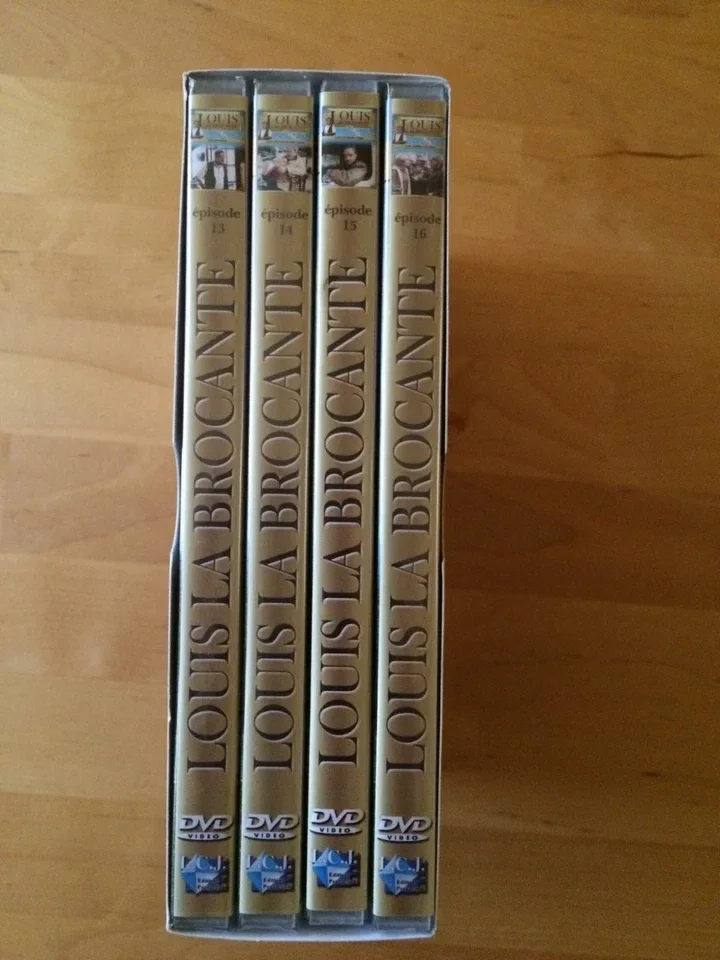 LOUIS
épisode
13
LOUIS LA BROCANTE
DVD
VIDEO
L.C.J.
LOUIS
épisode
14
LOUIS LA BROCANTE
DVD
VIDEO
L.C.J.
LOUIS
épisode
15
LOUIS LA BROCANTE
DVD
VIDEO
L.C.J.
LOUIS
épisode
16
LOUIS LA BROCANTE
DVD
VIDEO
L.C.J.